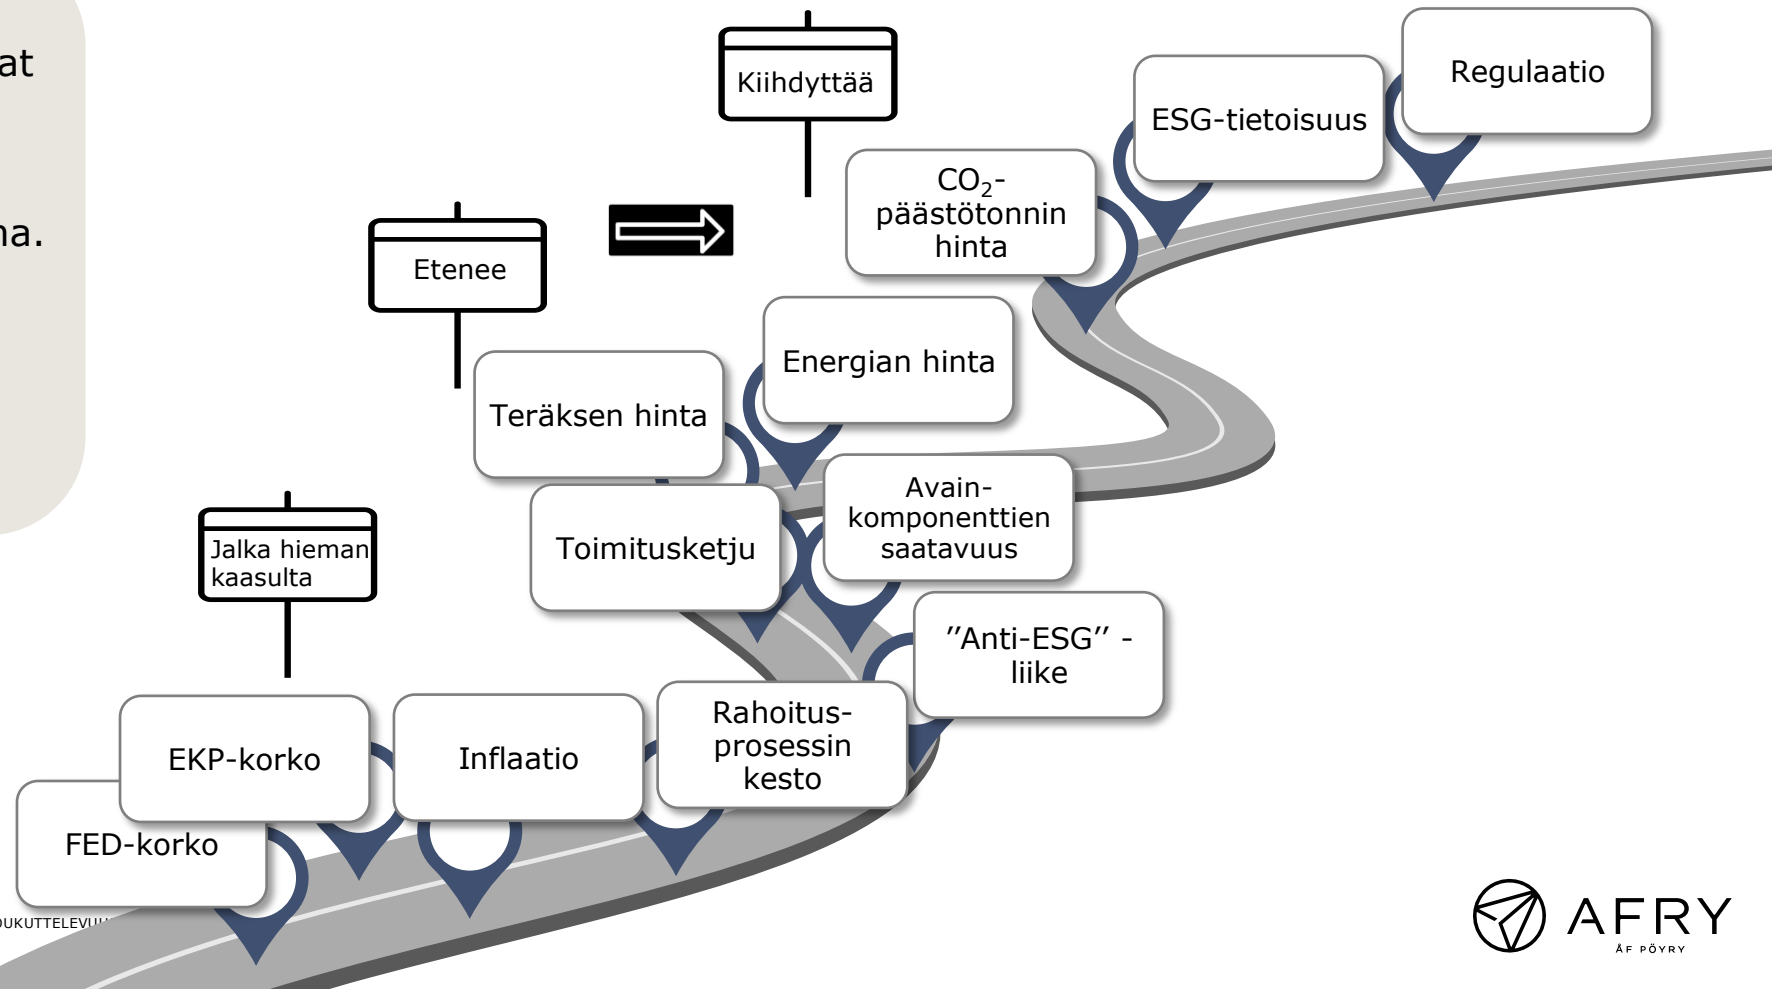 at
na.
Kiihdyttää
Regulaatio
ESG-tietoisuus
CO₂-
päästötonnin
hinta
Etenee
Energian hinta
Teräksen hinta
Avain-
komponenttien
saatavuus
Toimitusketju
Jalka hieman
kaasulta
”Anti-ESG” -
liike
Rahoitus-
prosessin
kesto
EKP-korko
Inflaatio
FED-korko
AFRY
ÅF PÖYRY